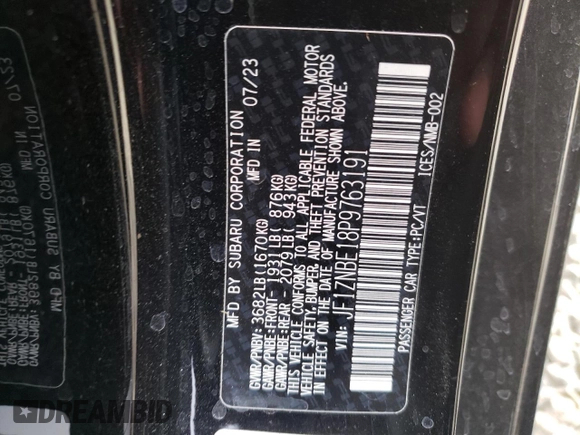 MFD BY SUBARU CORPORATION
MFD IN 07/23
GVWR/PNBV: 3682LB(1670KG)
GAWR/PNBE:FRONT- 1931LB( 876KG)
GAWR/PNBE:REAR - 2079LB( 943KG)
THIS VEHICLE CONFORMS TO ALL APPLICABLE FEDERAL MOTOR
VEHICLE SAFETY, BUMPER, AND THEFT PREVENTION STANDARDS
IN EFFECT ON THE DATE OF MANUFACTURE SHOWN ABOVE.
VIN: JF1ZNBE18P9763191
PASSENGER CAR TYPE:PC/VT ICES/NMB-002
DREAMBID